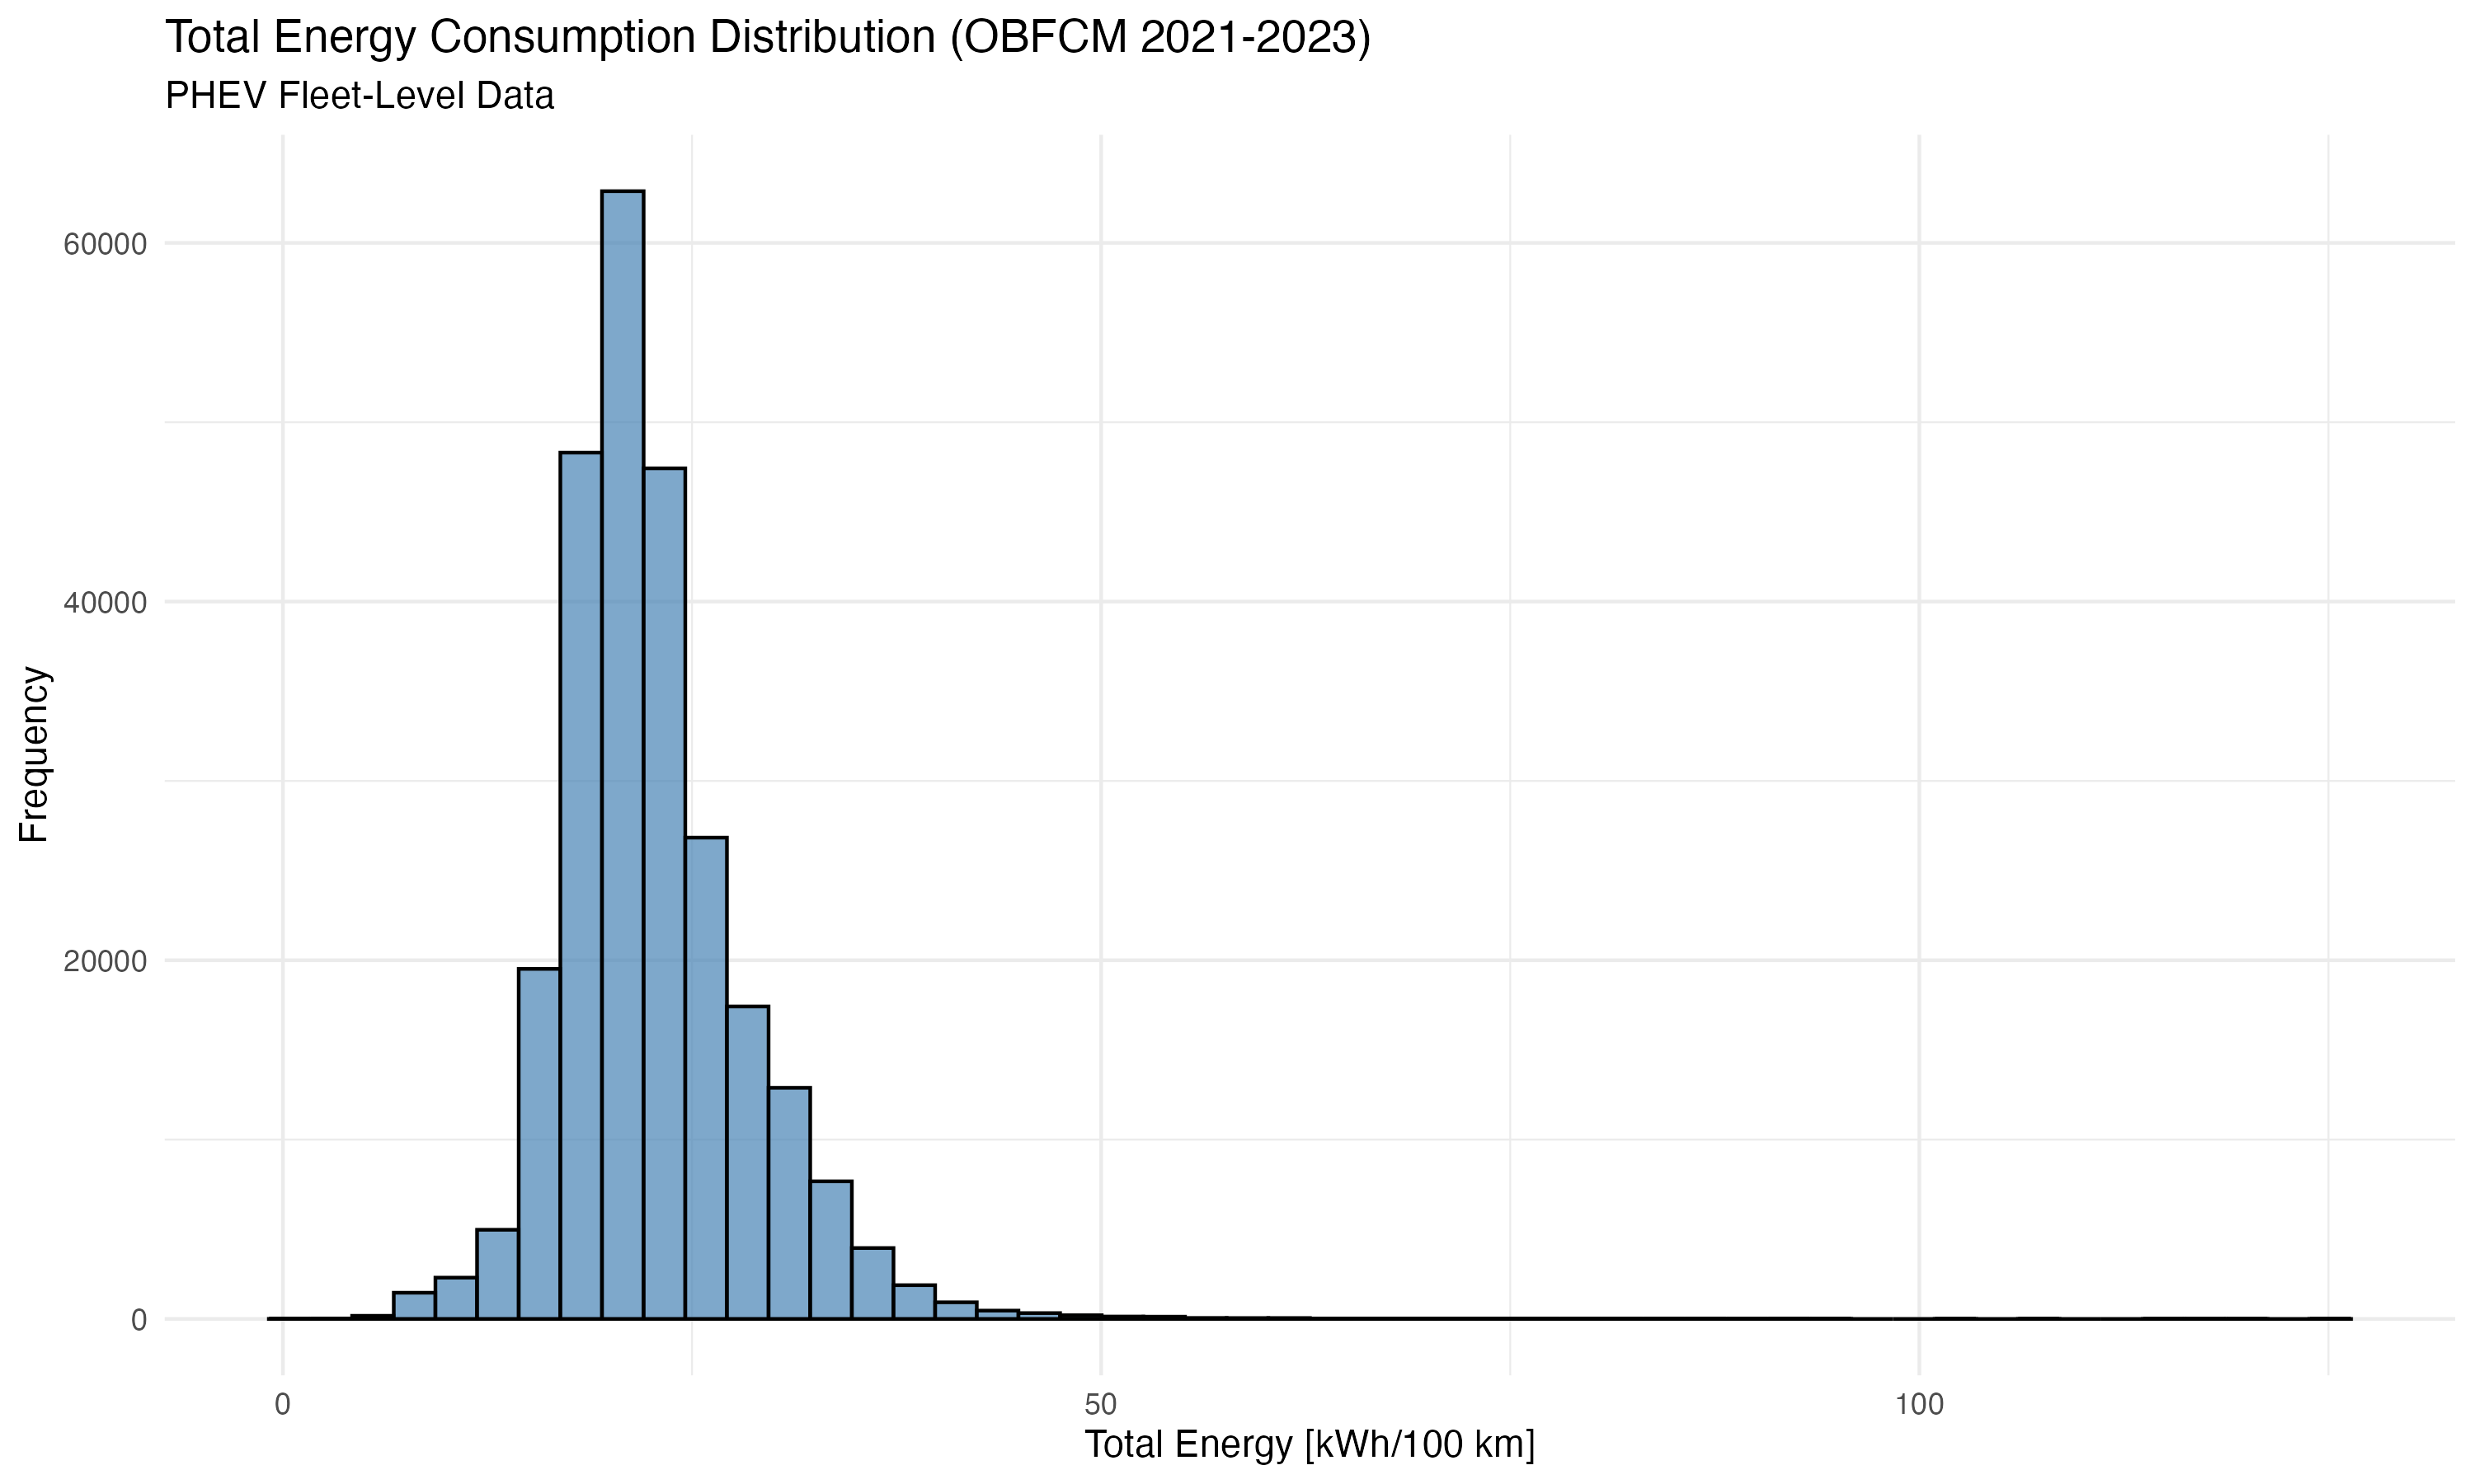 Total Energy Consumption Distribution (OBFCM 2021-2023)
PHEV Fleet-Level Data
60000
40000
20000
0
Frequency
0
50
100
Total Energy [kWh/100 km]